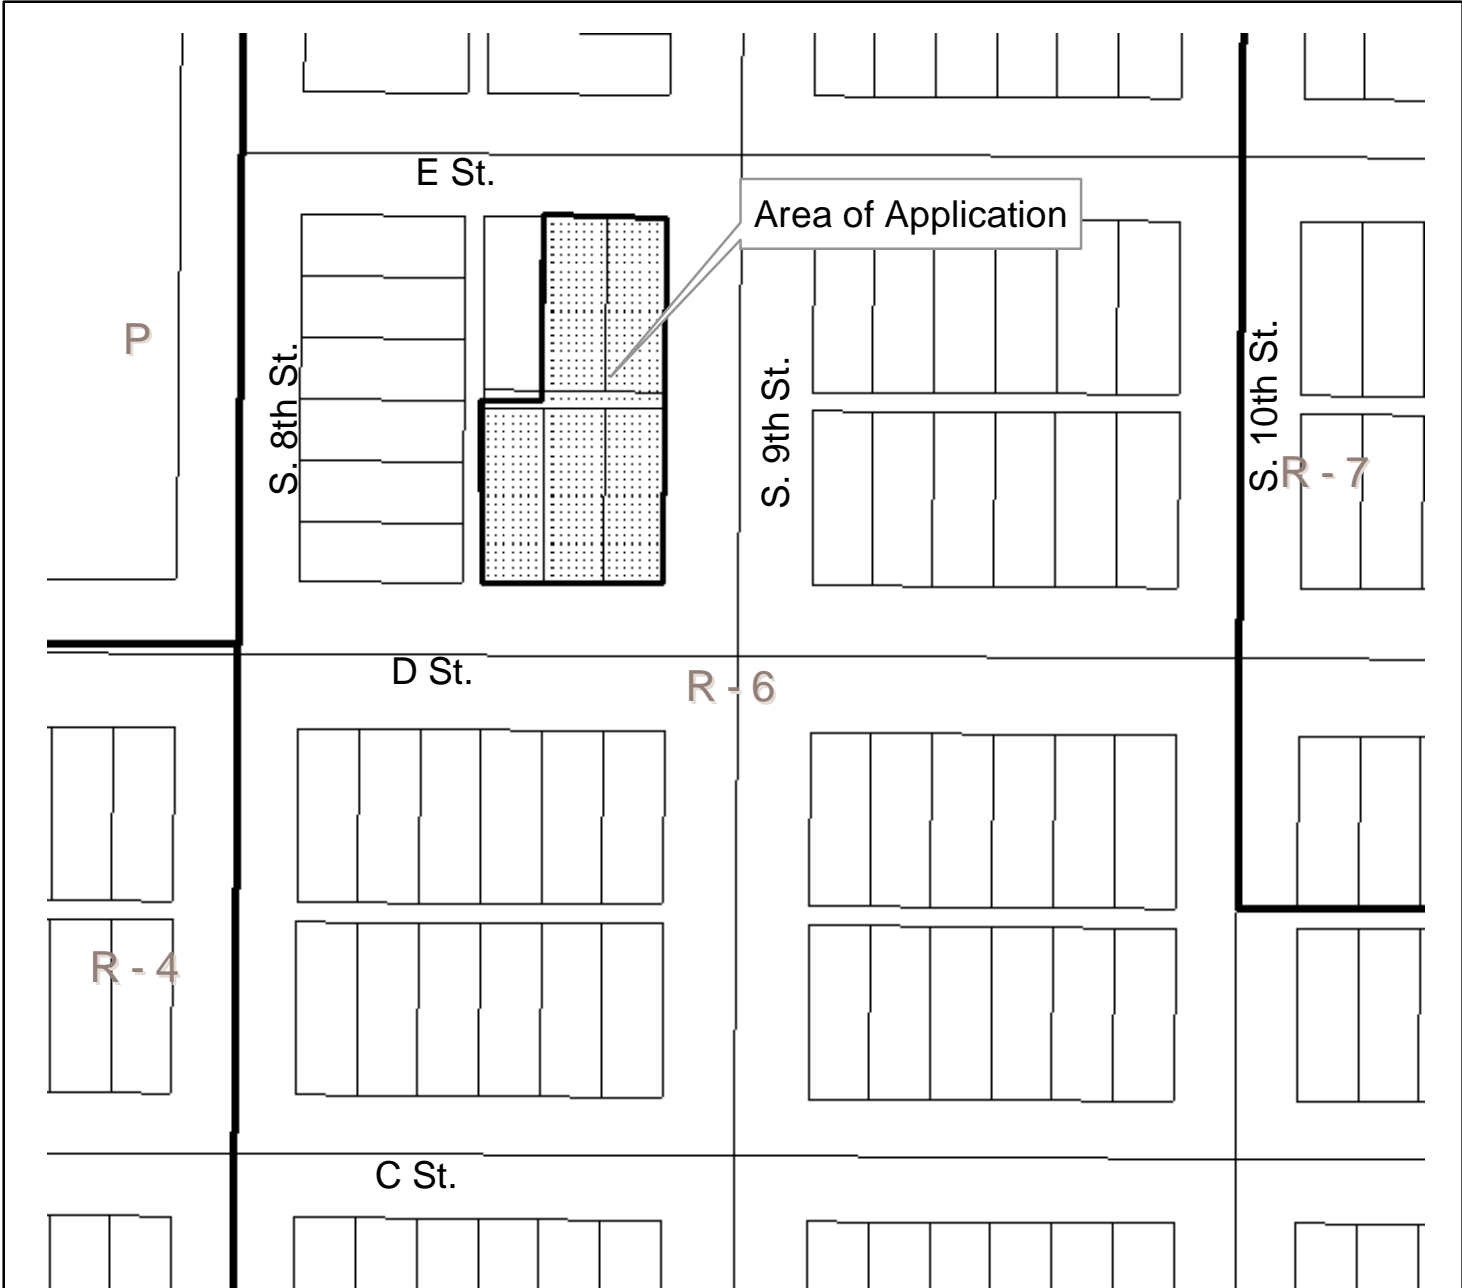 E St.
Area of Application
P
S. 8th St.
S. 9th St.
S. 10th St.
R - 7
D St.
R - 6
R - 4
C St.